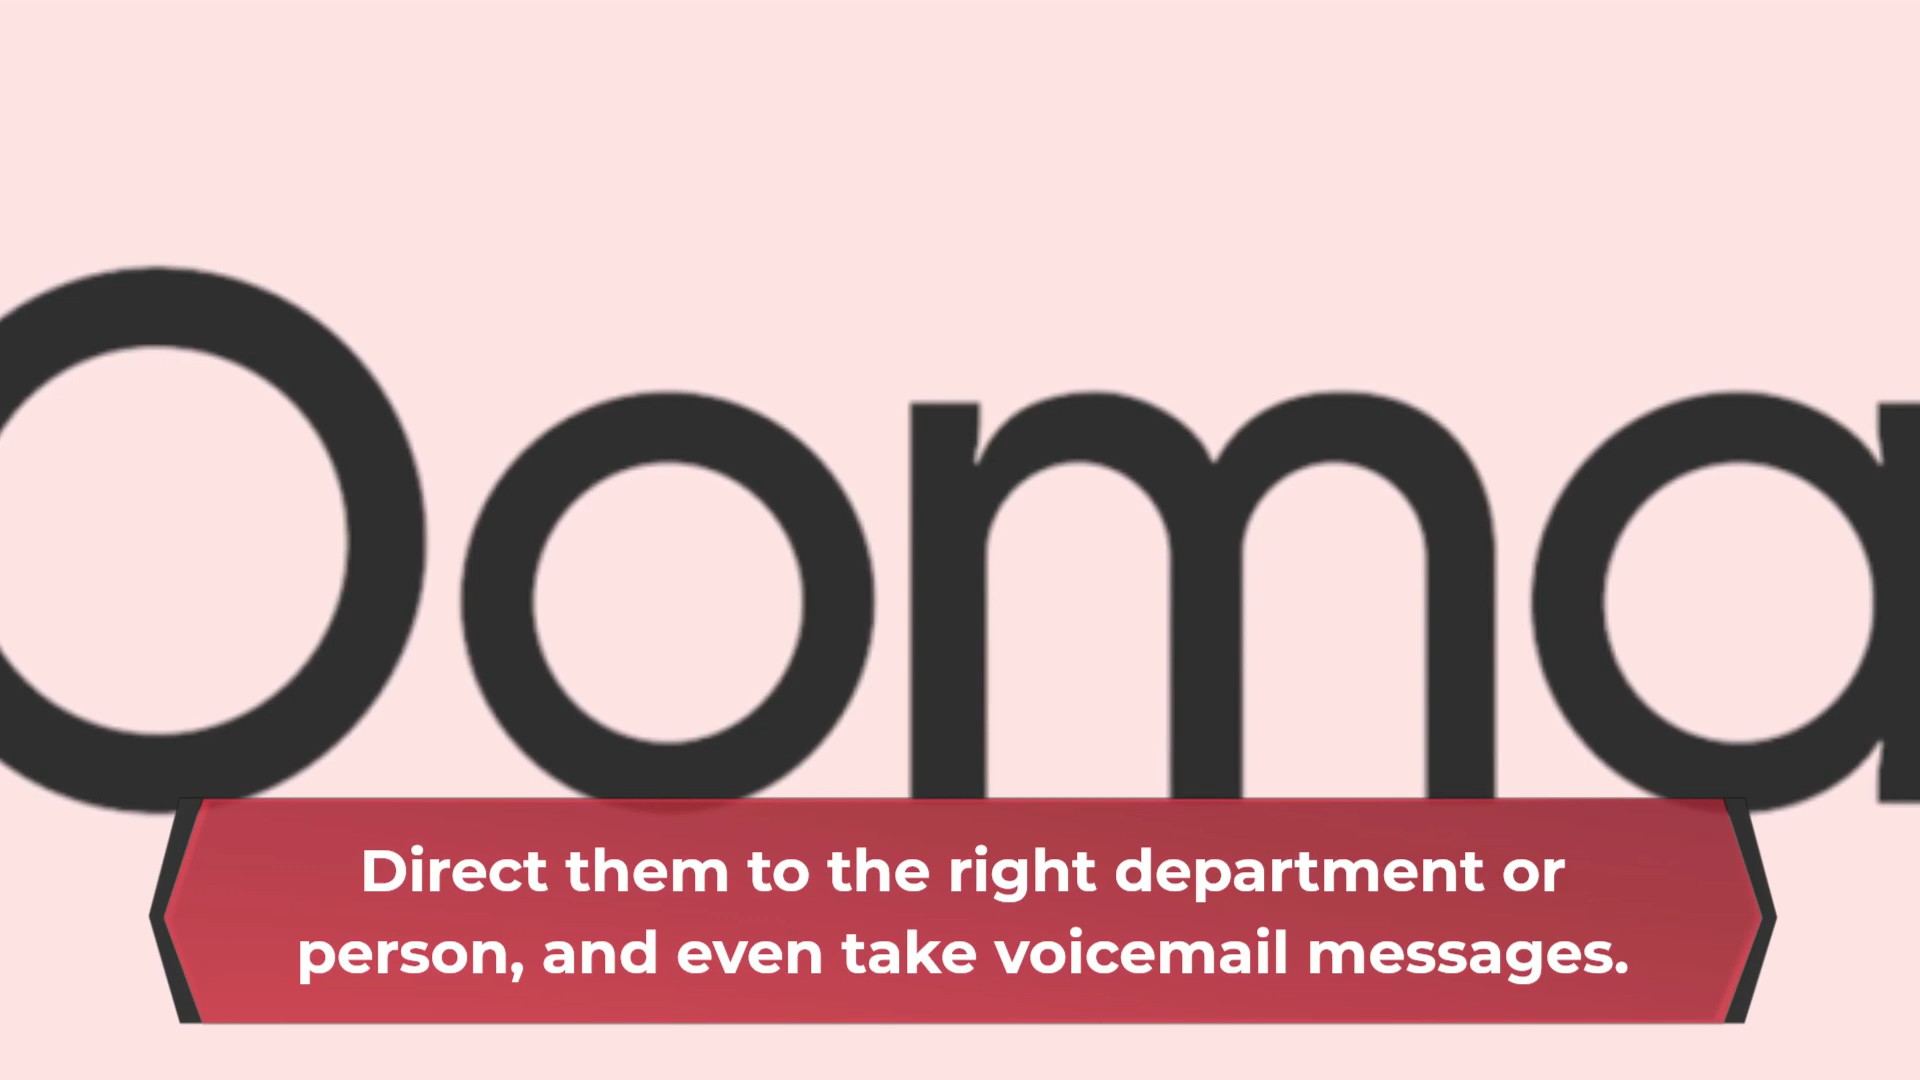 Ooma
Direct them to the right department or
person, and even take voicemail messages.